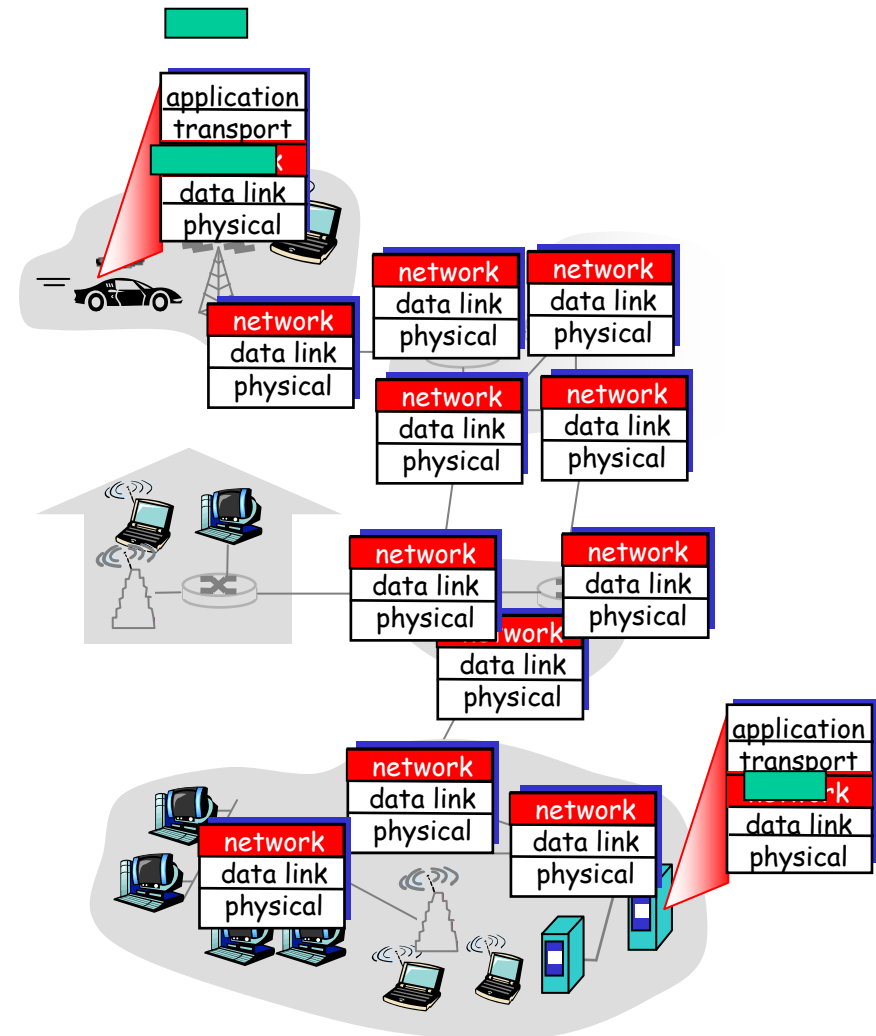 application
transport
data link
physical
network
data link
physical
network
data link
physical
network
data link
physical
network
data link
physical
network
data link
physical
network
data link
physical
network
data link
physical
data link
physical
application
transport
data link
physical
network
data link
physical
network
data link
physical
network
data link
physical